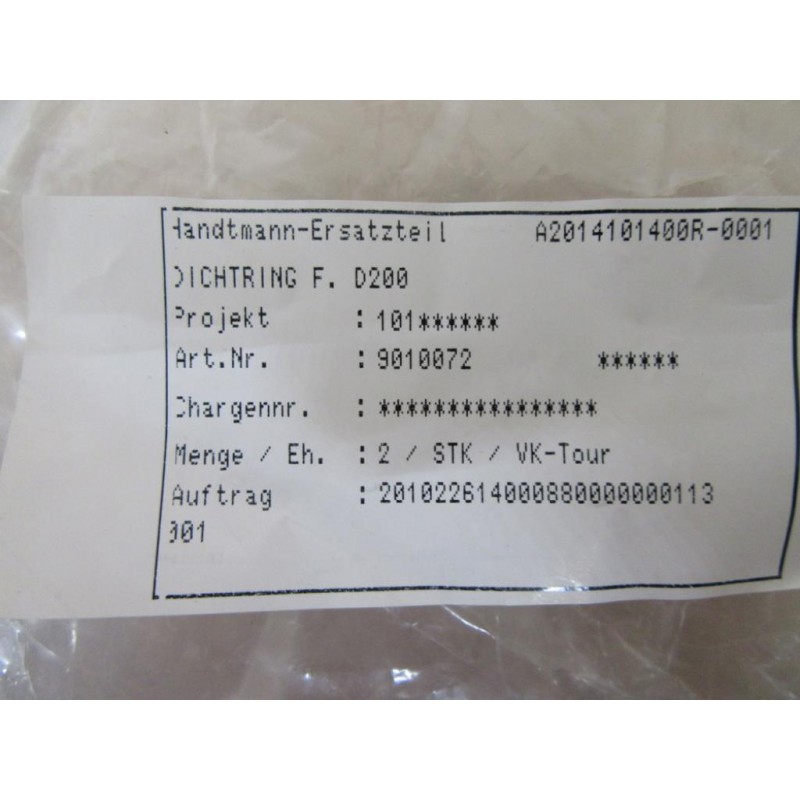 Handtmann-Ersatzteil A2014101400R-0001
DICHTRING F. D200
Projekt : 101******
Art.Nr. : 9010072 ******
Chargennr. : ****************
Menge / Eh. : 2 / STK / VK-Tour
Auftrag : 2010226140008800000000113
001